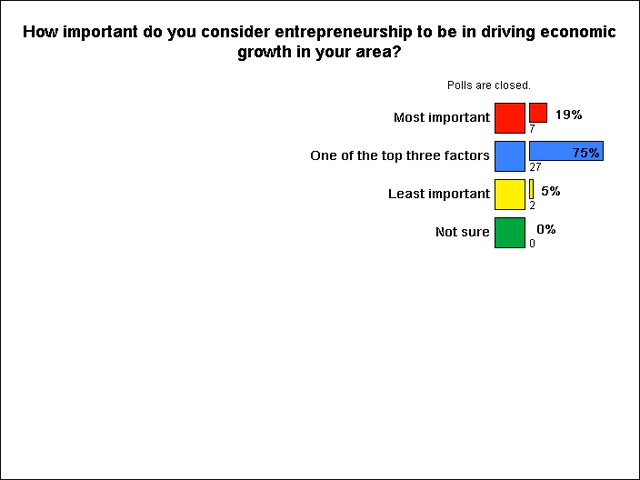 How important do you consider entrepreneurship to be in driving economic
growth in your area?
Polls are closed.
Most important 19%
7
One of the top three factors 75%
27
Least important 5%
2
Not sure 0%
0